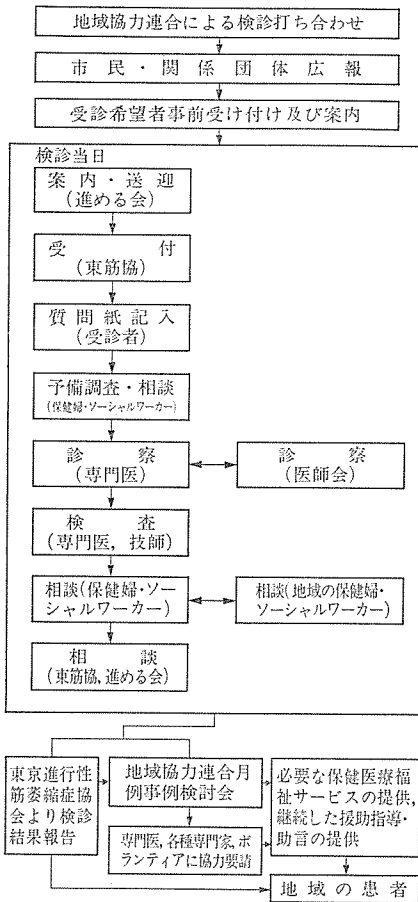 地域協力連合による検診打ち合わせ
市民・関係団体広報
受診希望者事前受け付け及び案内
検診当日
案内・送迎
(進める会)
受付
(東筋協)
質問紙記入
(受診者)
予備調査・相談
(保健婦・ソーシャルワーカー)
診察
(専門医)
診察
(医師会)
検査
(専門医, 技師)
相談(保健婦・ソー
シャルワーカー)
相談(地域の保健婦・
ソーシャルワーカー)
相談
(東筋協, 進める会)
東京進行性
筋萎縮症協
会より検診
結果報告
地域協力連合月
例事例検討会
専門医, 各種専門家, ボ
ランティアに協力要請
必要な保健医療福
祉サービスの提供,
継続した援助指導・
助言の提供
地域の患者